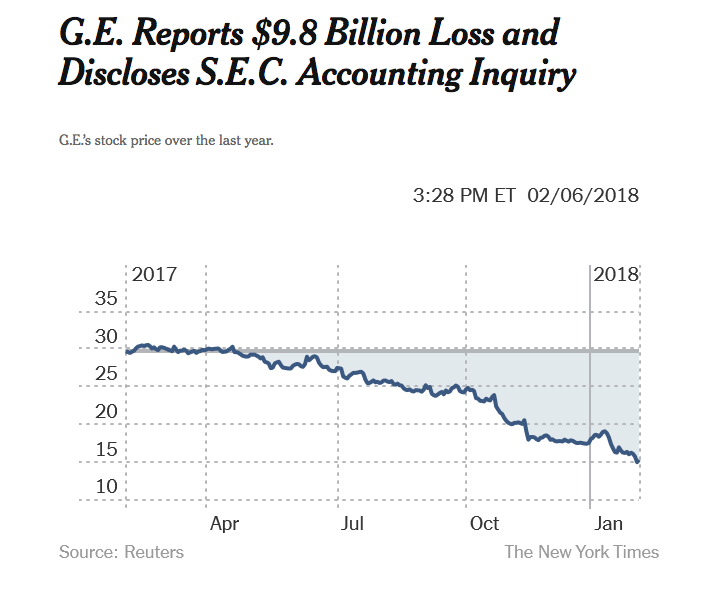 G.E. Reports $9.8 Billion Loss and
Discloses S.E.C. Accounting Inquiry
G.E.'s stock price over the last year.
3:28 PM ET 02/06/2018
2017
2018
35
30
25
20
15
10
Apr
Jul
Oct
Jan
Source: Reuters
The New York Times